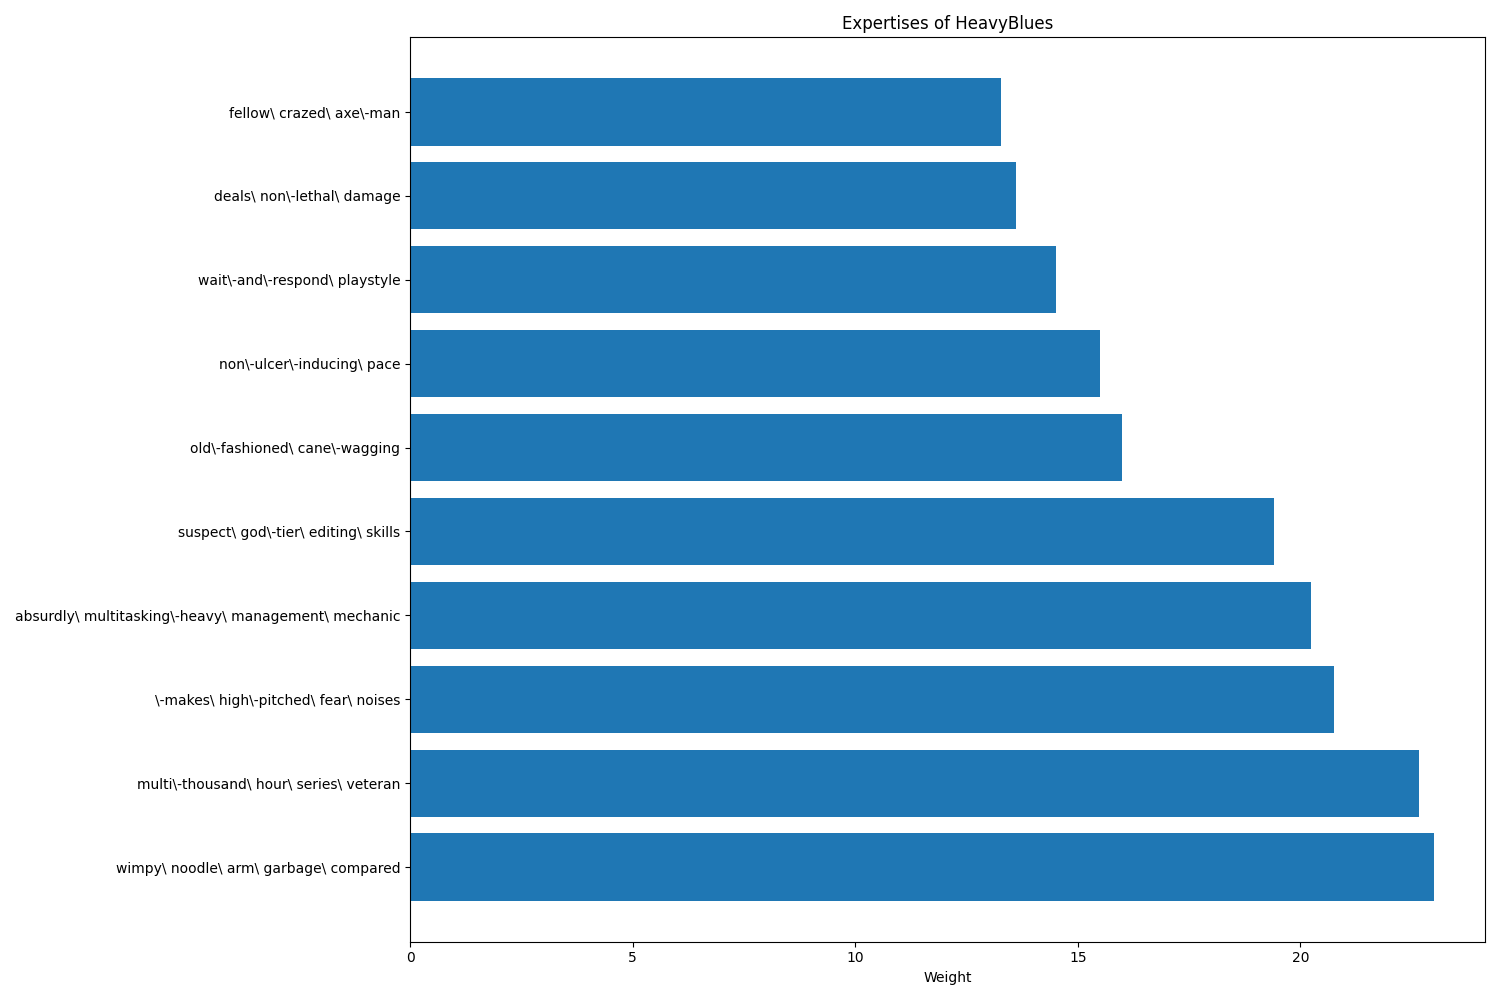 Expertises of HeavyBlues
fellow\ crazed\ axe\-man
deals\ non\-lethal\ damage
wait\-and\-respond\ playstyle
non\-ulcer\-inducing\ pace
old\-fashioned\ cane\-wagging
suspect\ god\-tier\ editing\ skills
absurdly\ multitasking\-heavy\ management\ mechanic
\-makes\ high\-pitched\ fear\ noises
multi\-thousand\ hour\ series\ veteran
wimpy\ noodle\ arm\ garbage\ compared
0 5 10 15 20
Weight